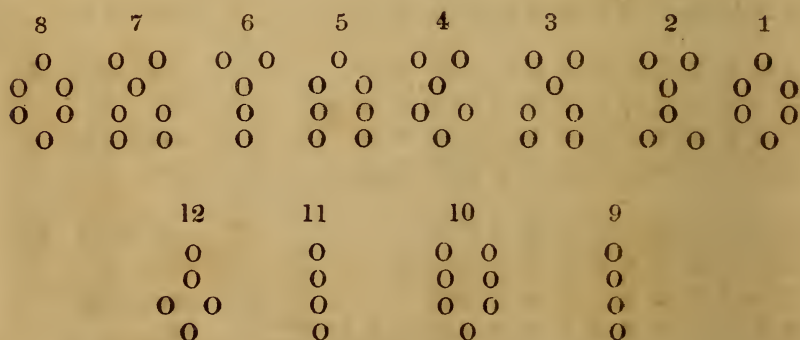 8 7 6 5 4 3 2 1
O O O O O O O O O O O O O
O O O O O O O O O O O
O O O O O O O O O O O O O O
O O O O O O O O O O O O
12 11 10 9
O O O O O
O O O O O
O O O O O O
O O O O